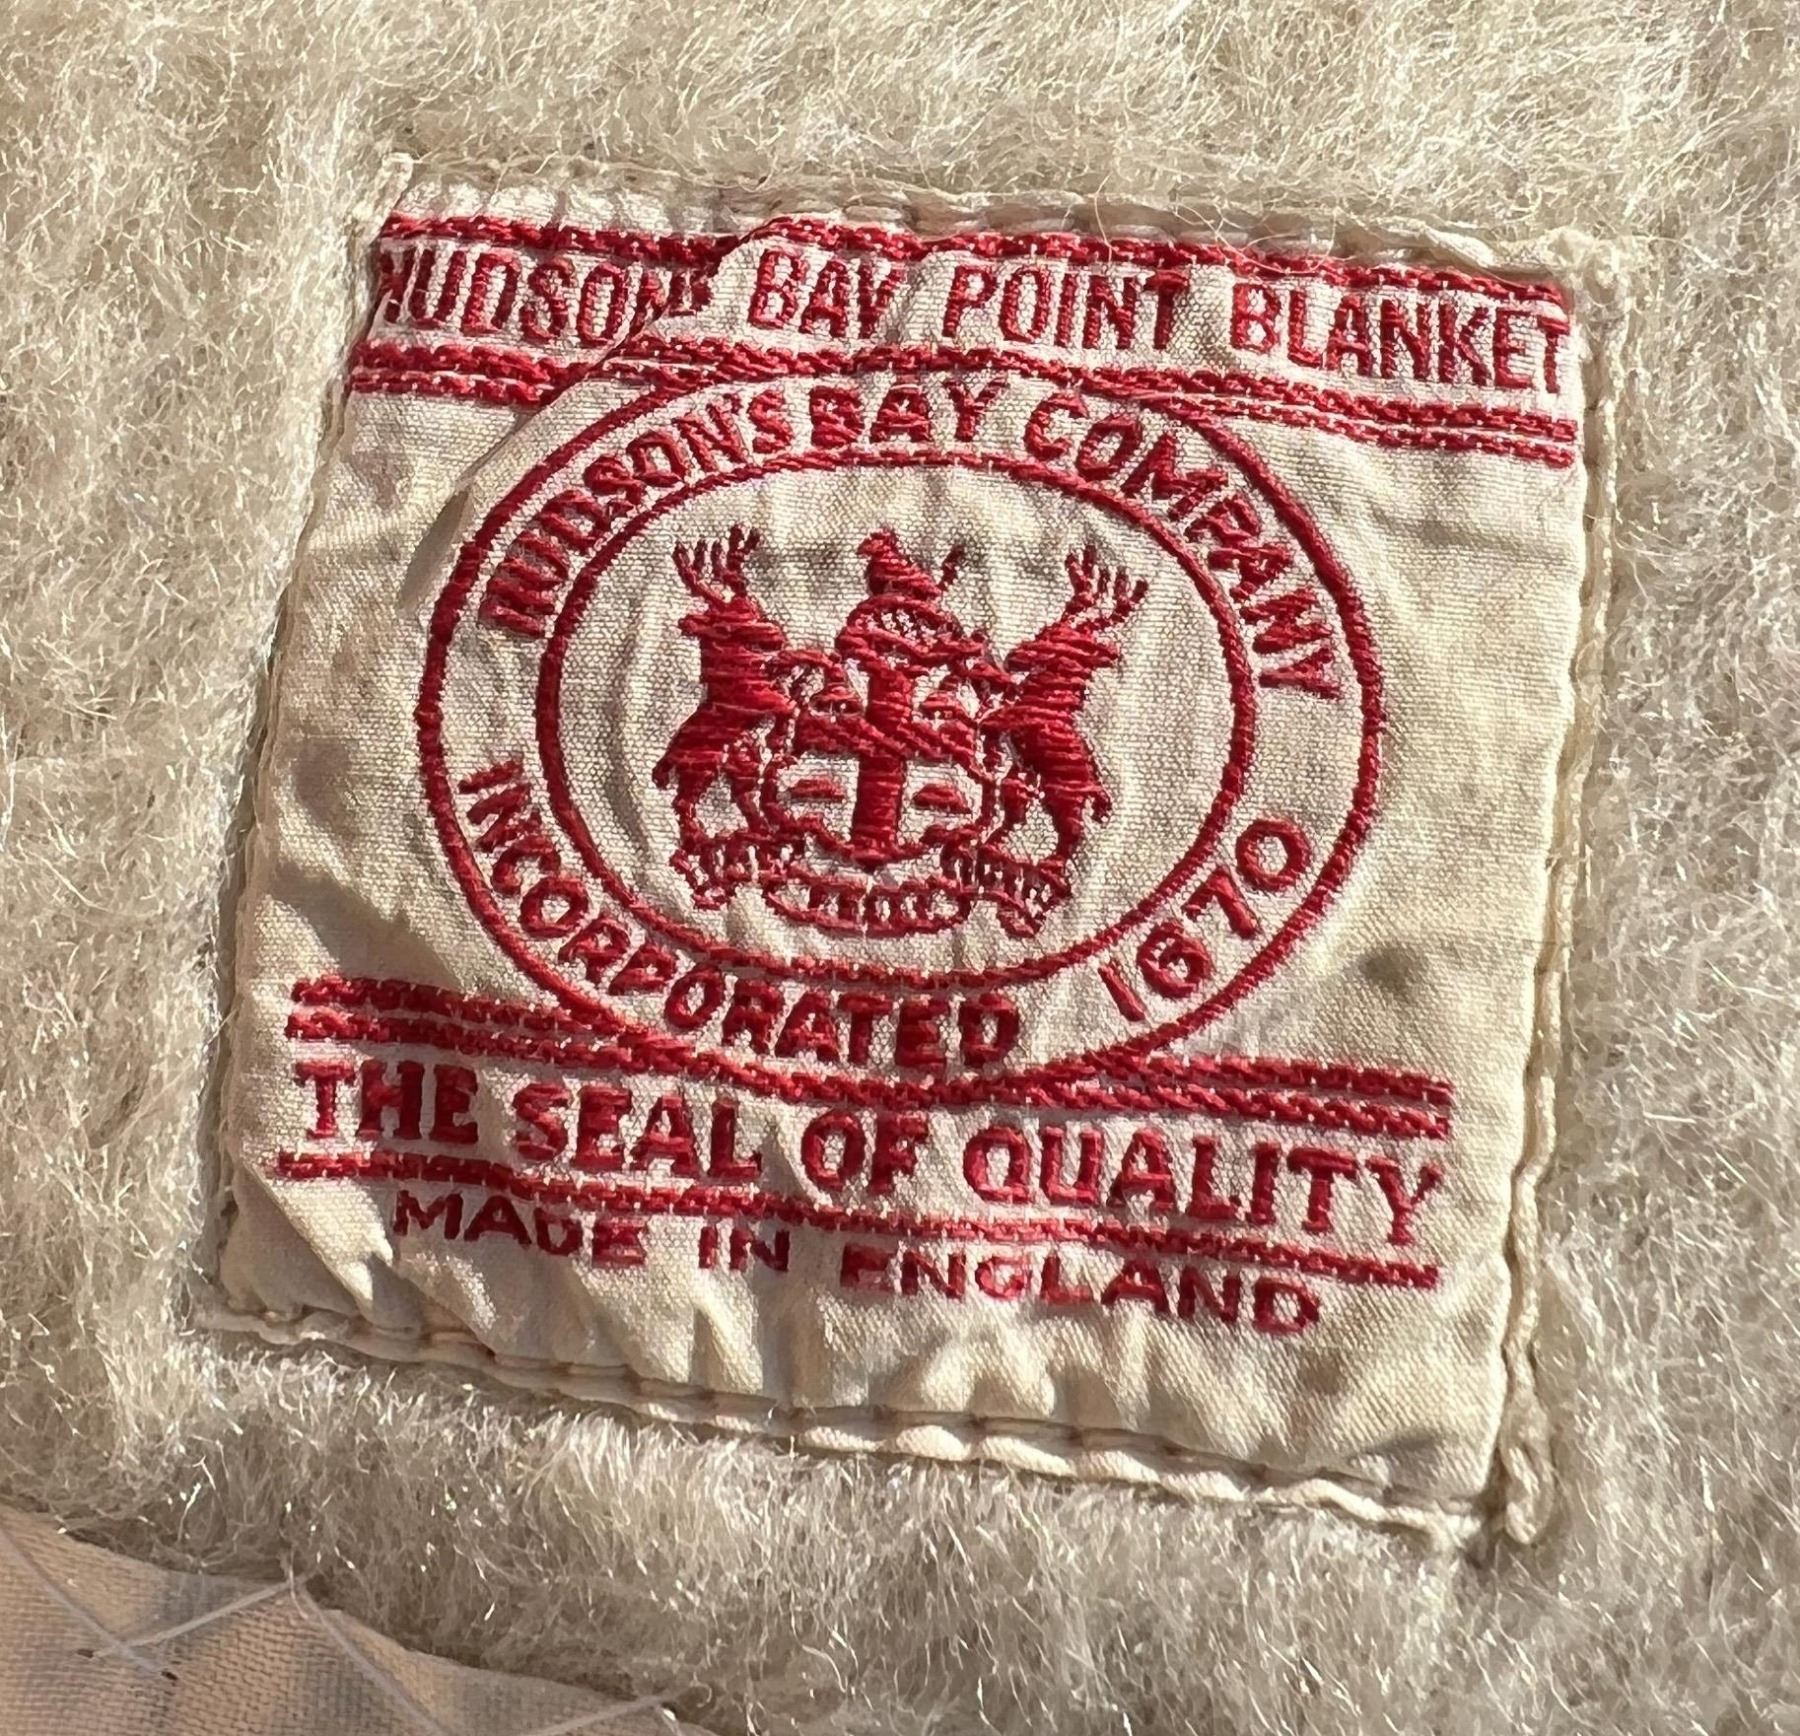 HUDSON'S BAY POINT BLANKET
HUDSON'S BAY COMPANY
INCORPORATED 1670
THE SEAL OF QUALITY
MADE IN ENGLAND